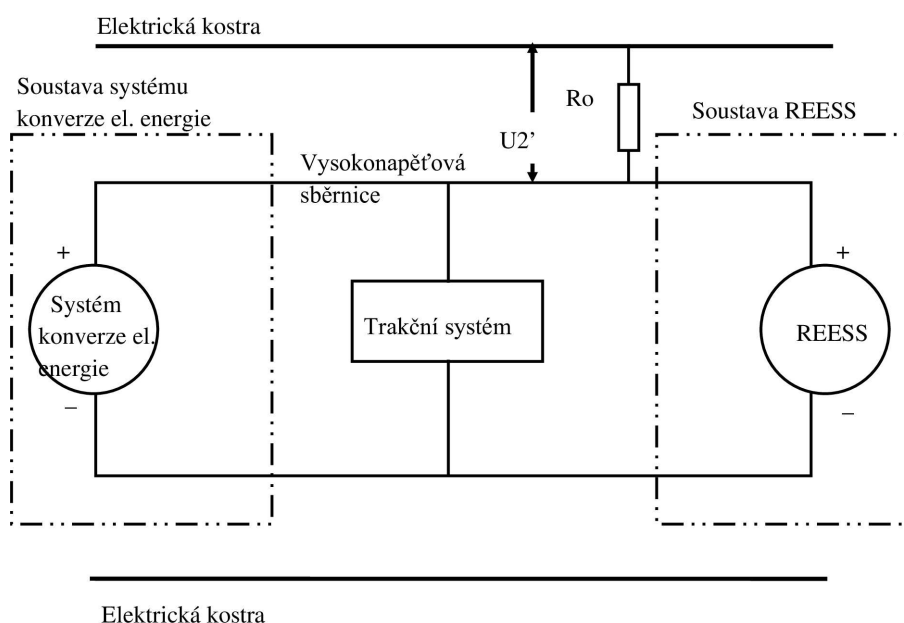 Elektrická kostra
Soustava systému
konverze el. energie
Ro
Soustava REESS
U2’
Vysokonapěťová
sběrnice
+
+
Systém
konverze el.
energie
Trakční systém
REESS
–
–
Elektrická kostra